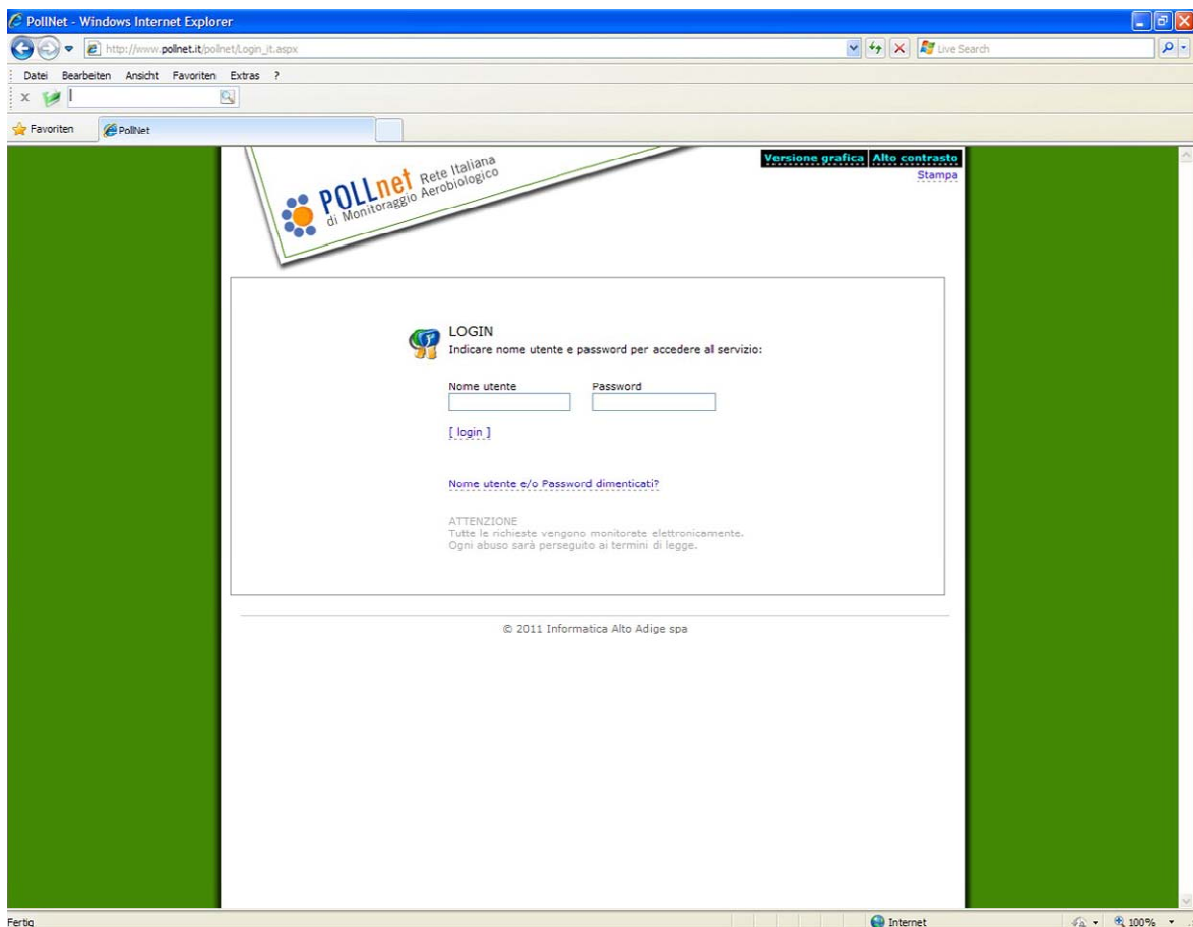 PollNet - Windows Internet Explorer
http://www.pollnet.it/pollnet/Login_it.aspx
Live Search
Datei Bearbeiten Ansicht Favoriten Extras ?
x
Favoriten PollNet
Versione grafica Alto contrasto
Stampa
POLLnet Rete Italiana
di Monitoraggio Aerobiologico
LOGIN
Indicare nome utente e password per accedere al servizio:
Nome utente Password
[ login ]
Nome utente e/o Password dimenticati?
ATTENZIONE
Tutte le richieste vengono monitorate elettronicamente.
Ogni abuso sarà perseguito ai termini di legge.
© 2011 Informatica Alto Adige spa
Fertig Internet 100%